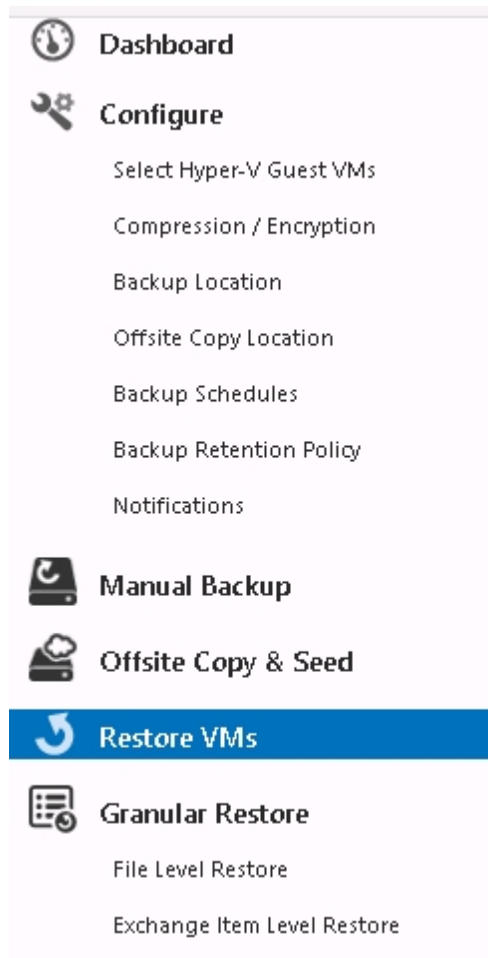 Dashboard
Configure
Select Hyper-V Guest VMs
Compression / Encryption
Backup Location
Offsite Copy Location
Backup Schedules
Backup Retention Policy
Notifications
Manual Backup
Offsite Copy & Seed
Restore VMs
Granular Restore
File Level Restore
Exchange Item Level Restore